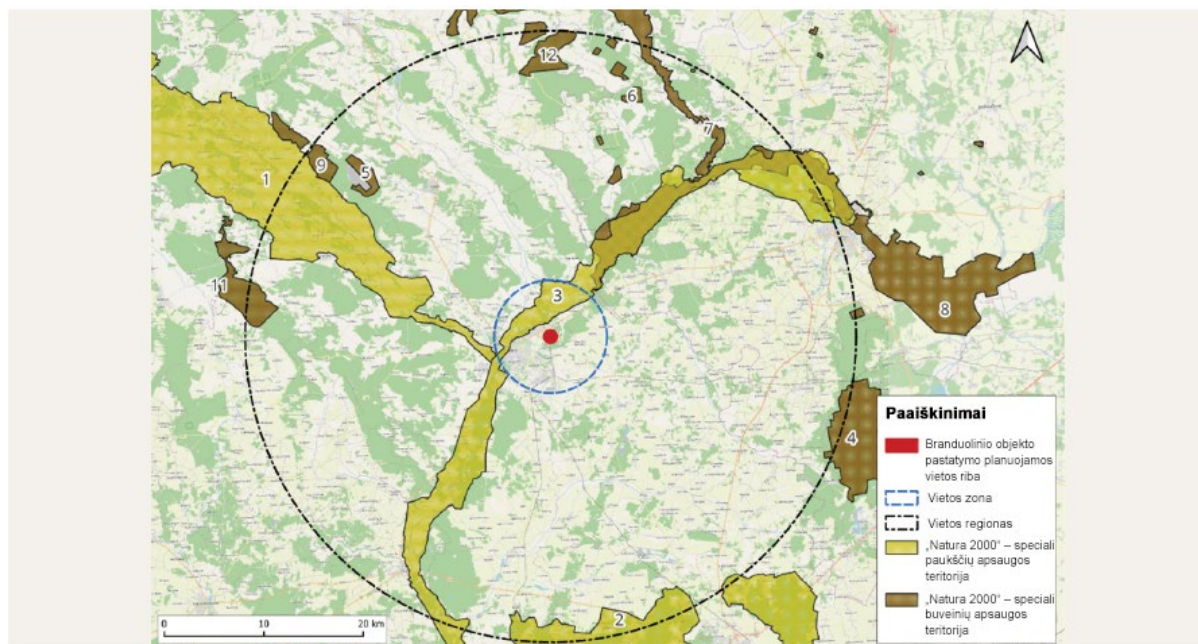 12
6
7
9
5
1
11
3
8
4
2
Paaiškinimai
Branduolinio objekto
pastatymo planuojamos
vietos riba
Vietos zona
Vietos regionas
„Natura 2000“ – speciali
paukščių apsaugos
teritorija
„Natura 2000“ – speciali
buveinių apsaugos
teritorija
0 10 20 km